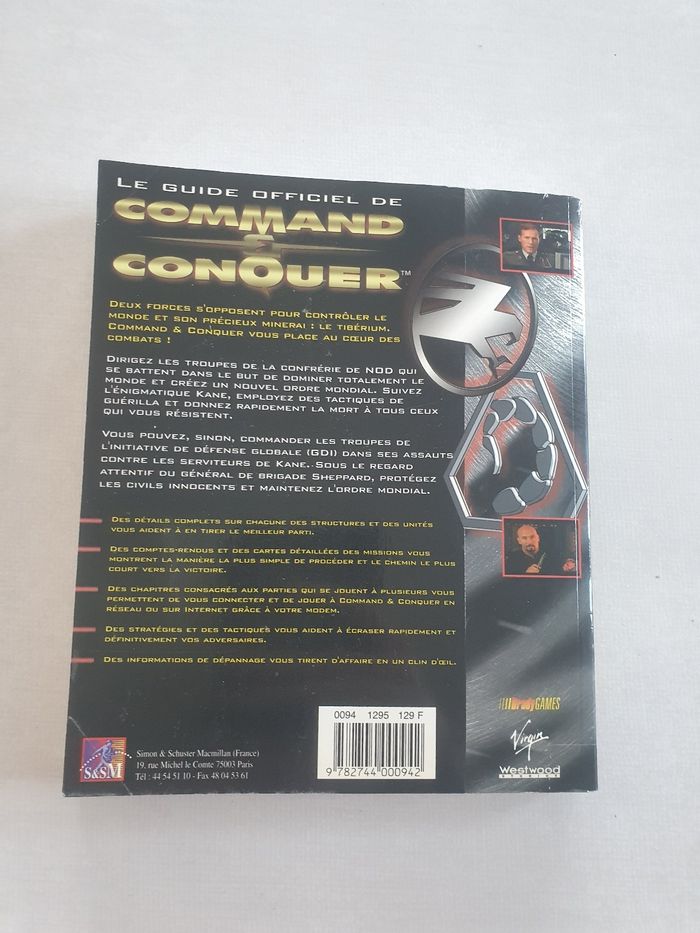 LE GUIDE OFFICIEL DE
COMMAND
&
CONQUER™
DEUX FORCES S'OPPOSENT POUR CONTRÔLER LE
MONDE ET SON PRÉCIEUX MINERAI : LE TIBÉRIUM.
COMMAND & CONQUER VOUS PLACE AU CŒUR DES
COMBATS !
DIRIGEZ LES TROUPES DE LA CONFRÉRIE DE NOD QUI
SE BATTENT DANS LE BUT DE DOMINER TOTALEMENT LE
MONDE ET CRÉEZ UN NOUVEL ORDRE MONDIAL. SUIVEZ
L'ÉNIGMATIQUE KANE, EMPLOYEZ DES TACTIQUES DE
GUÉRILLA ET DONNEZ RAPIDEMENT LA MORT À TOUS CEUX
QUI VOUS RÉSISTENT.
VOUS POUVEZ, SINON, COMMANDER LES TROUPES DE
L'INITIATIVE DE DÉFENSE GLOBALE (GDI) DANS SES ASSAUTS
CONTRE LES SERVITEURS DE KANE. SOUS LE REGARD
ATTENTIF DU GÉNÉRAL DE BRIGADE SHEPPARD, PROTÉGEZ
LES CIVILS INNOCENTS ET MAINTENEZ L'ORDRE MONDIAL.
DES DÉTAILS COMPLETS SUR CHACUNE DES STRUCTURES ET DES UNITÉS
VOUS AIDENT À EN TIRER LE MEILLEUR PARTI.
DES COMPTES-RENDUS ET DES CARTES DÉTAILLÉES DES MISSIONS VOUS
MONTRENT LA MANIÈRE LA PLUS SIMPLE DE PROCÉDER ET LE CHEMIN LE PLUS
COURT VERS LA VICTOIRE.
DES CHAPITRES CONSACRÉS AUX PARTIES QUI SE JOUENT À PLUSIEURS VOUS
PERMETTENT DE VOUS CONNECTER ET DE JOUER À COMMAND & CONQUER EN
RÉSEAU OU SUR INTERNET GRÂCE À VOTRE MODEM.
DES STRATÉGIES ET DES TACTIQUES VOUS AIDENT À ÉCRASER RAPIDEMENT ET
DÉFINITIVEMENT VOS ADVERSAIRES.
DES INFORMATIONS DE DÉPANNAGE VOUS TIRENT D'AFFAIRE EN UN CLIN D'ŒIL.
S&SM
Simon & Schuster Macmillan (France)
19, rue Michel le Comte 75003 Paris
Tél : 44 54 51 10 - Fax 48 04 53 61
0094 1295 129 F
9 782744 000942
BradyGAMES
Virgin
Westwood
STUDIOS